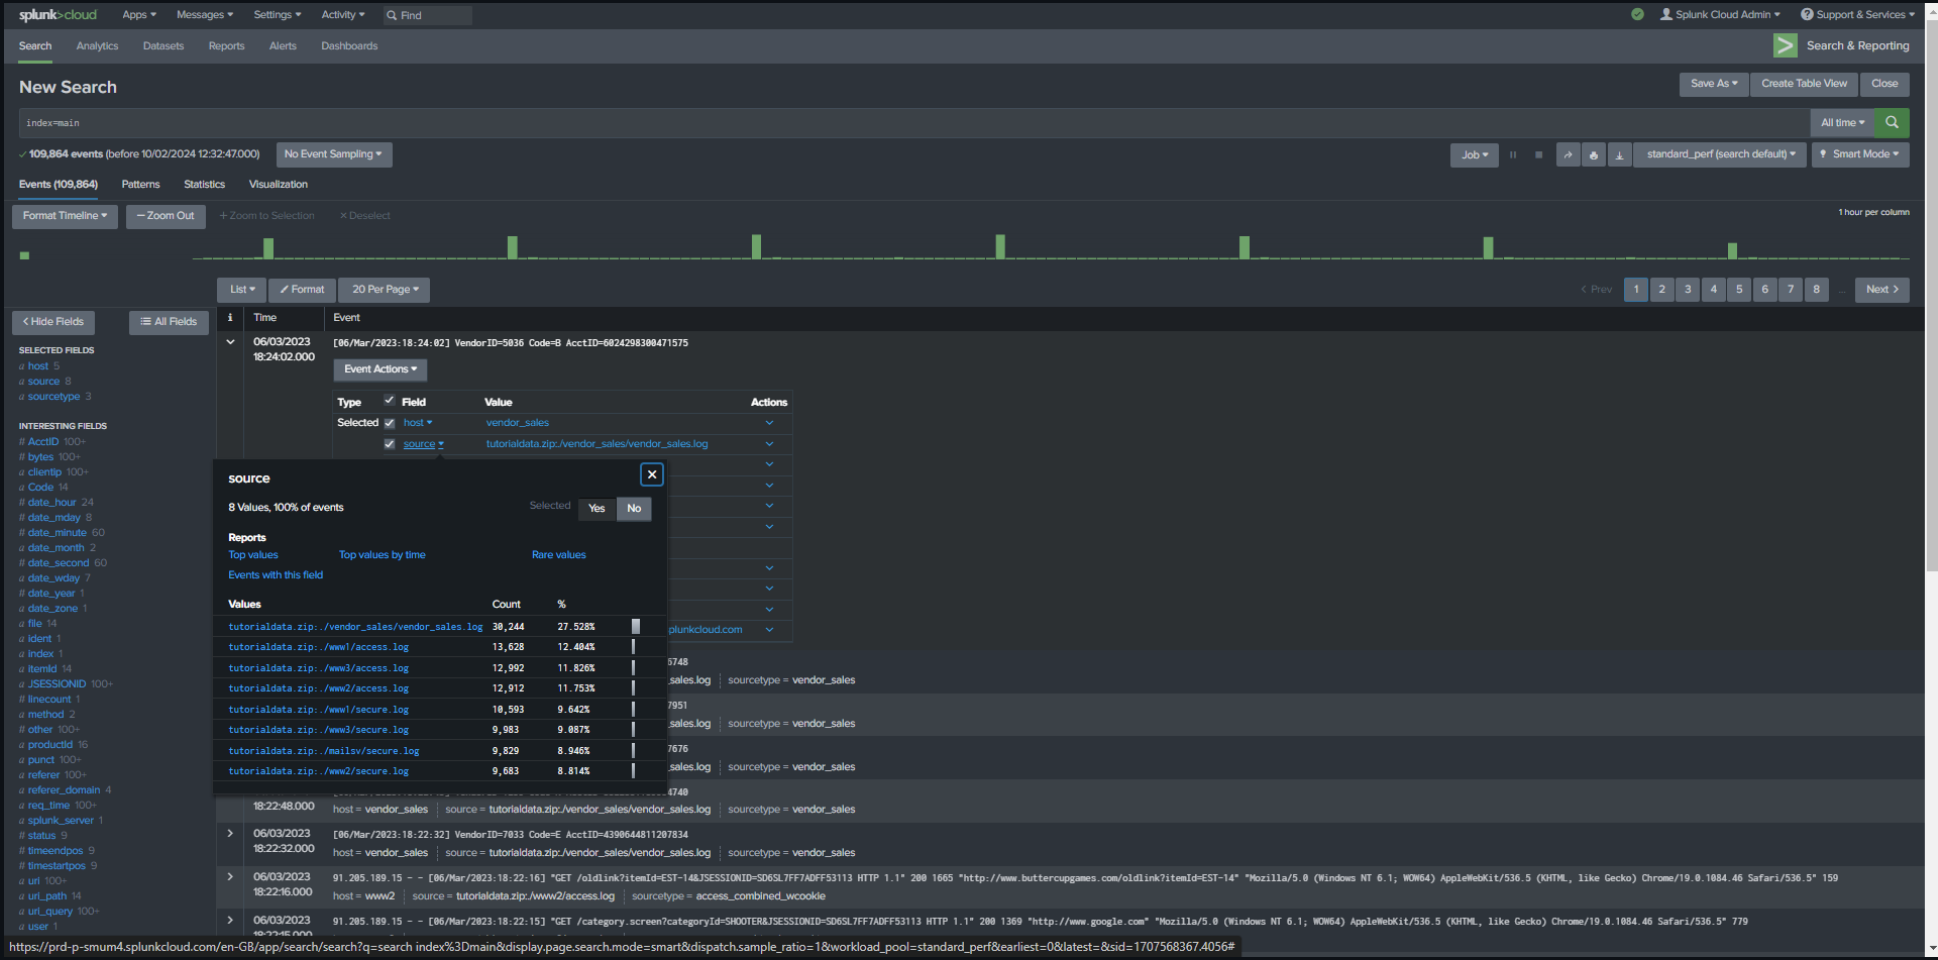 splunk>cloud Apps Messages Settings Activity Find Splunk Cloud Admin Support & Services
Search Analytics Datasets Reports Alerts Dashboards Search & Reporting
New Search Save As Create Table View Close
index=main All time
109,864 events (before 10/02/2024 12:32:47.000) No Event Sampling Job standard_perf (search default) Smart Mode
Events (109,864) Patterns Statistics Visualization
Format Timeline — Zoom Out + Zoom to Selection × Deselect 1 hour per column
List Format 20 Per Page < Prev 1 2 3 4 5 6 7 8 ... Next >
< Hide Fields All Fields i Time Event
SELECTED FIELDS
a host 5
a source 8
a sourcetype 3
INTERESTING FIELDS
# AcctID 100+
# bytes 100+
a clientip 100+
a Code 14
# date_hour 24
# date_mday 8
# date_minute 60
a date_month 2
# date_second 60
a date_wday 7
# date_year 1
a date_zone 1
a file 14
a ident 1
a index 1
a itemId 14
a JSESSIONID 100+
# linecount 1
a method 2
# other 100+
a productId 16
a punct 100+
a referer 100+
a referer_domain 4
a req_time 100+
a splunk_server 1
# status 9
# timeendpos 9
# timestartpos 9
a uri 100+
a uri_path 14
a uri_query 100+
a user 1
06/03/2023 18:24:02.000
[06/Mar/2023:18:24:02] VendorID=5036 Code=B AcctID=6024298300471575
Event Actions
Type Field Value Actions
Selected host vendor_sales
source tutorialdata.zip:./vendor_sales/vendor_sales.log
source
8 Values, 100% of events Selected Yes No
Reports
Top values Top values by time Rare values
Events with this field
Values Count %
tutorialdata.zip:./vendor_sales/vendor_sales.log 30,244 27.528%
tutorialdata.zip:./www1/access.log 13,628 12.404%
tutorialdata.zip:./www3/access.log 12,992 11.826%
tutorialdata.zip:./www2/access.log 12,912 11.753%
tutorialdata.zip:./www1/secure.log 10,593 9.642%
tutorialdata.zip:./www3/secure.log 9,983 9.087%
tutorialdata.zip:./mailsv/secure.log 9,829 8.946%
tutorialdata.zip:./www2/secure.log 9,683 8.814%
plunkcloud.com
6748
sales.log sourcetype = vendor_sales
7951
sales.log sourcetype = vendor_sales
7676
sales.log sourcetype = vendor_sales
4740
18:22:48.000 host = vendor_sales source = tutorialdata.zip:./vendor_sales/vendor_sales.log sourcetype = vendor_sales
06/03/2023 [06/Mar/2023:18:22:32] VendorID=7033 Code=E AcctID=4390644811207834
18:22:32.000 host = vendor_sales source = tutorialdata.zip:./vendor_sales/vendor_sales.log sourcetype = vendor_sales
06/03/2023 91.205.189.15 - - [06/Mar/2023:18:22:16] "GET /oldlink?itemId=EST-14&JSESSIONID=SD6SL7FF7ADFF53113 HTTP 1.1" 200 1665 "http://www.buttercupgames.com/oldlink?itemId=EST-14" "Mozilla/5.0 (Windows NT 6.1; WOW64) AppleWebKit/536.5 (KHTML, like Gecko) Chrome/19.0.1084.46 Safari/536.5" 159
18:22:16.000 host = www2 source = tutorialdata.zip:./www2/access.log sourcetype = access_combined_wcookie
06/03/2023 91.205.189.15 - - [06/Mar/2023:18:22:15] "GET /category.screen?categoryId=SHOOTER&JSESSIONID=SD6SL7FF7ADFF53113 HTTP 1.1" 200 1369 "http://www.google.com" "Mozilla/5.0 (Windows NT 6.1; WOW64) AppleWebKit/536.5 (KHTML, like Gecko) Chrome/19.0.1084.46 Safari/536.5" 779
https://prd-p-smum4.splunkcloud.com/en-GB/app/search/search?q=search index%3Dmain&display.page.search.mode=smart&dispatch.sample_ratio=1&workload_pool=standard_perf&earliest=0&latest=&sid=1707568367.4056#